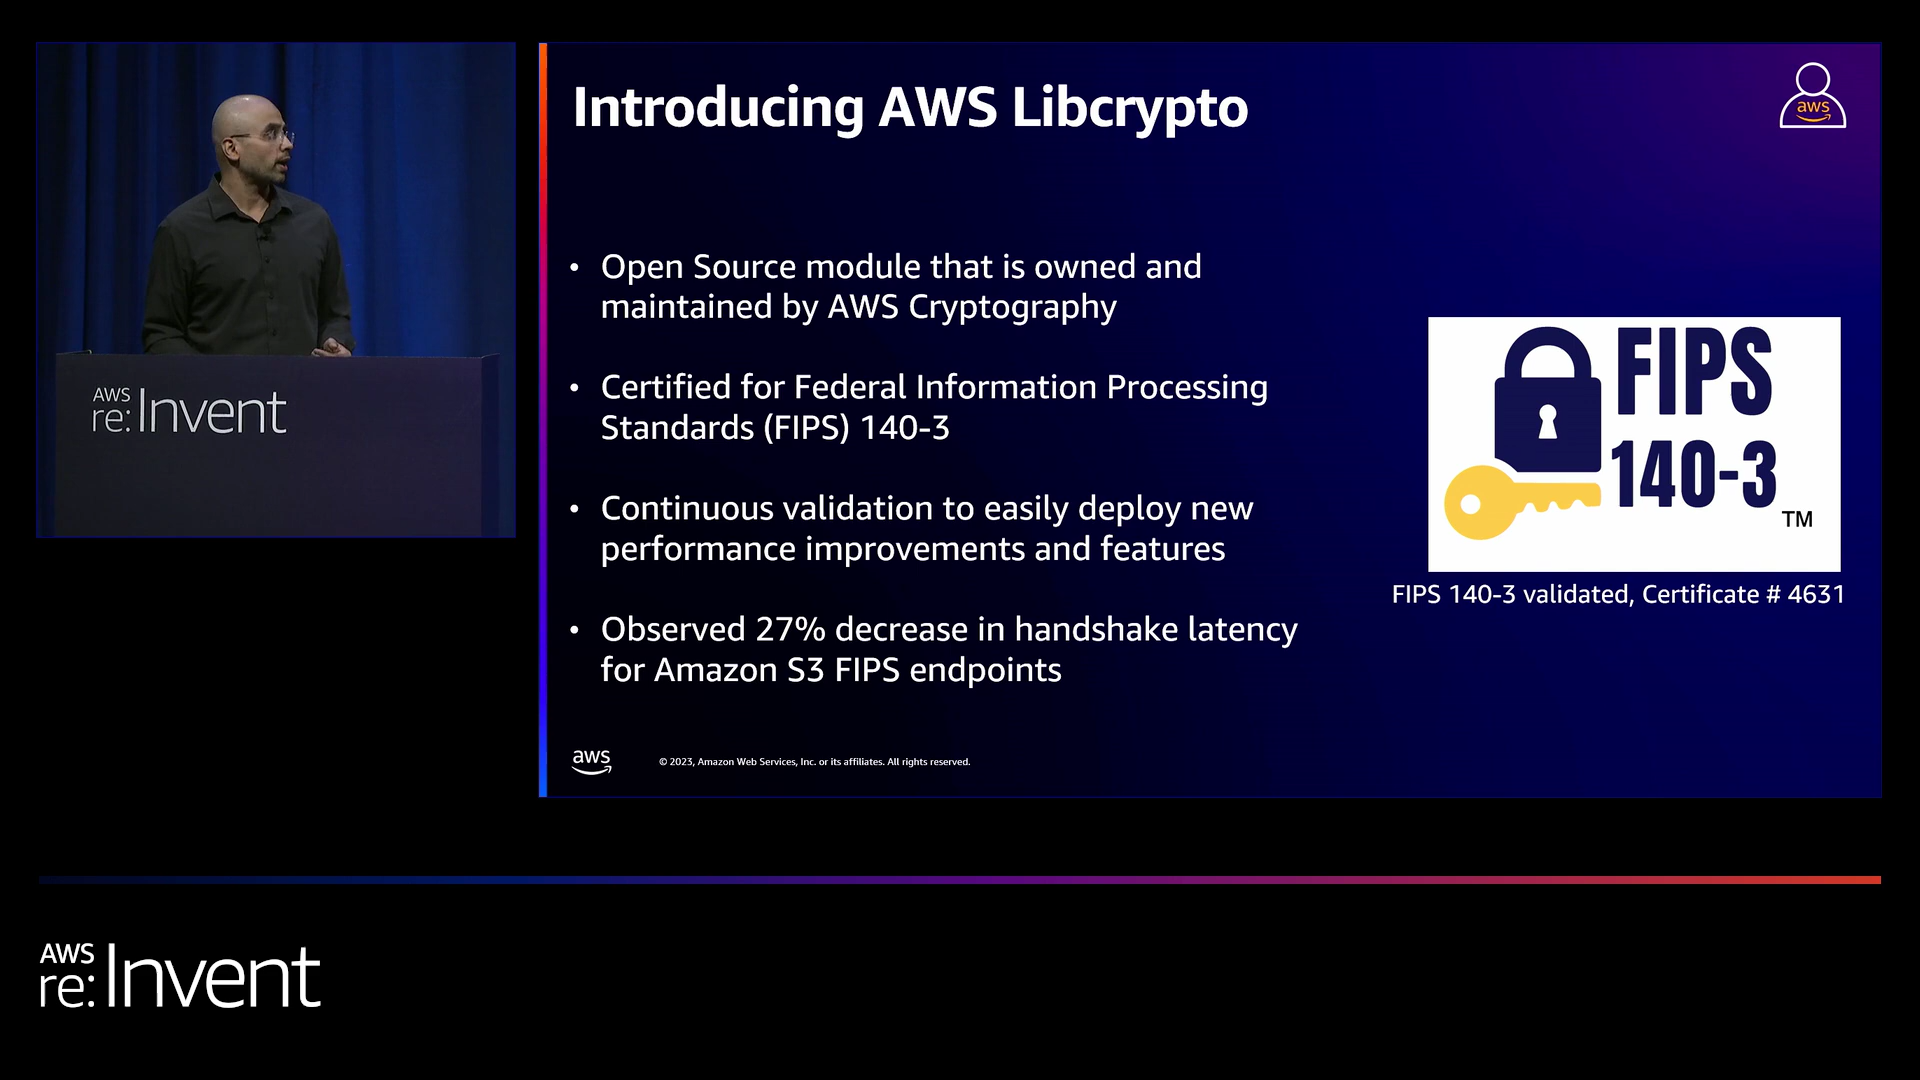 Introducing AWS Libcrypto
aws
• Open Source module that is owned and
maintained by AWS Cryptography
• Certified for Federal Information Processing
Standards (FIPS) 140-3
• Continuous validation to easily deploy new
performance improvements and features
• Observed 27% decrease in handshake latency
for Amazon S3 FIPS endpoints
FIPS
140-3
TM
FIPS 140-3 validated, Certificate # 4631
aws
© 2023, Amazon Web Services, Inc. or its affiliates. All rights reserved.
AWS
re:Invent
AWS
re:Invent